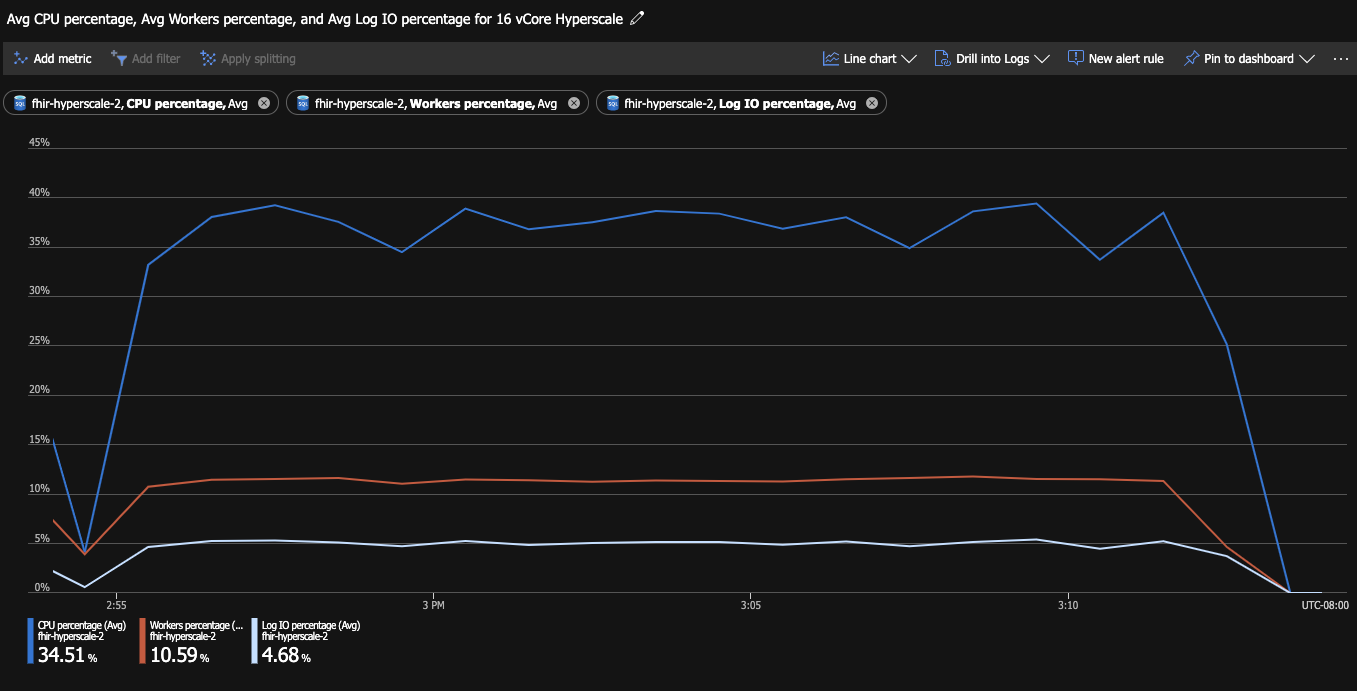 Avg CPU percentage, Avg Workers percentage, and Avg Log IO percentage for 16 vCore Hyperscale
Add metric Add filter Apply splitting Line chart Drill into Logs New alert rule Pin to dashboard ...
fhir-hyperscale-2, CPU percentage, Avg fhir-hyperscale-2, Workers percentage, Avg fhir-hyperscale-2, Log IO percentage, Avg
45%
40%
35%
30%
25%
20%
15%
10%
5%
0%
2:55 3 PM 3:05 3:10 UTC-08:00
CPU percentage (Avg) Workers percentage (... Log IO percentage (Avg)
fhir-hyperscale-2 fhir-hyperscale-2 fhir-hyperscale-2
34.51 % 10.59 % 4.68 %